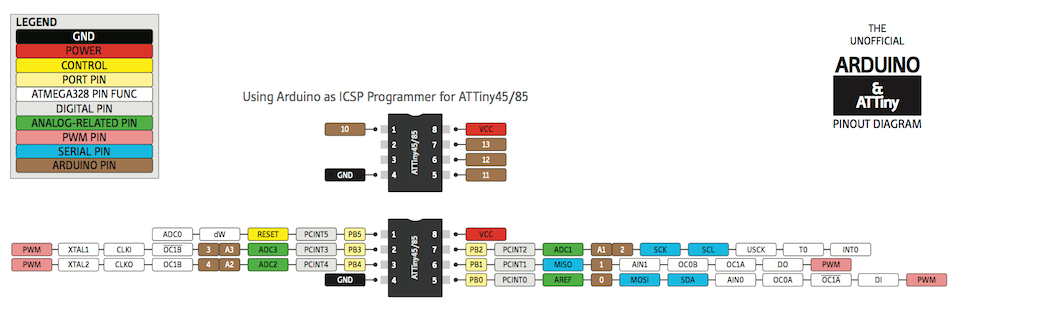 LEGEND
GND
POWER
CONTROL
PORT PIN
ATMEGA328 PIN FUNC
DIGITAL PIN
ANALOG-RELATED PIN
PWM PIN
SERIAL PIN
ARDUINO PIN
THE
UNOFFICIAL
ARDUINO
&
ATTiny
PINOUT DIAGRAM
Using Arduino as ICSP Programmer for ATTiny45/85
10 1 8 VCC
2 7 13
3 6 12
GND 4 5 11
ATTiny45/85
ADC0 dW RESET PCINT5 PB5 1 8 VCC
PWM XTAL1 CLKI OC1B 3 A3 ADC3 PCINT3 PB3 2 7 PB2 PCINT2 ADC1 A1 2 SCK SCL USCK T0 INT0
PWM XTAL2 CLKO OC1B 4 A2 ADC2 PCINT4 PB4 3 6 PB1 PCINT1 MISO 1 AIN1 OC0B OC1A DO PWM
GND 4 5 PB0 PCINT0 AREF 0 MOSI SDA AIN0 OC0A OC1A DI PWM
ATTiny45/85